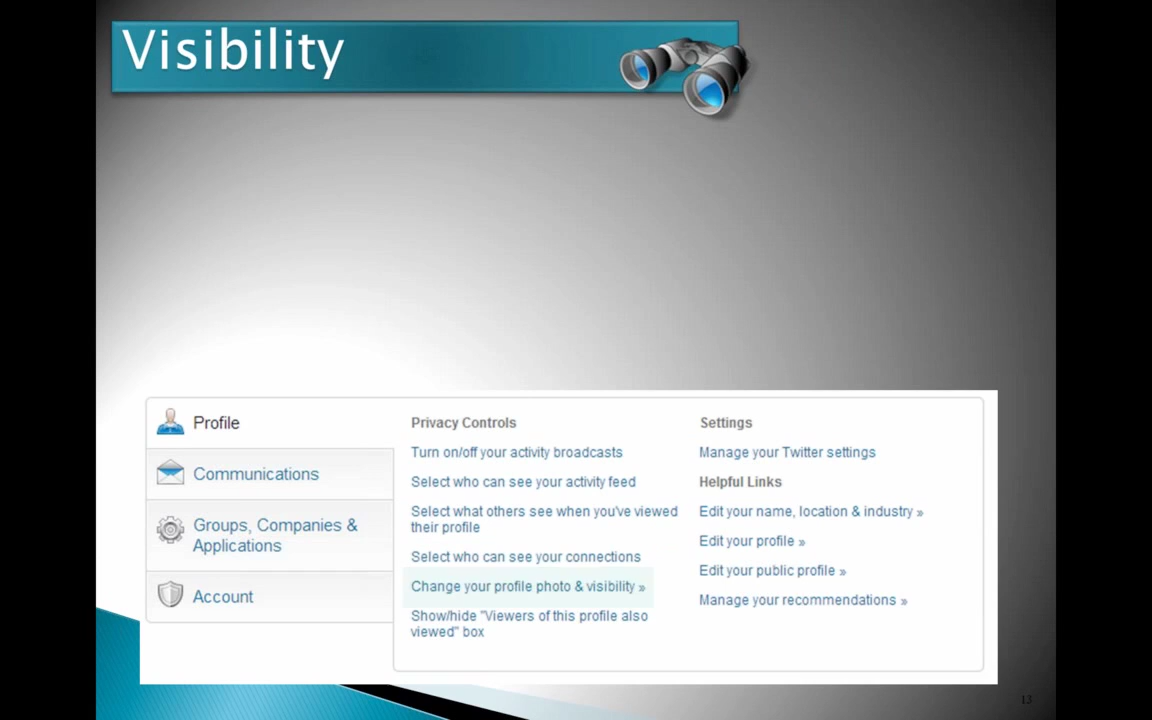 Visibility
Profile
Communications
Groups, Companies &
Applications
Account
Privacy Controls
Turn on/off your activity broadcasts
Select who can see your activity feed
Select what others see when you've viewed
their profile
Select who can see your connections
Change your profile photo & visibility »
Show/hide "Viewers of this profile also
viewed" box
Settings
Manage your Twitter settings
Helpful Links
Edit your name, location & industry »
Edit your profile »
Edit your public profile »
Manage your recommendations »
13